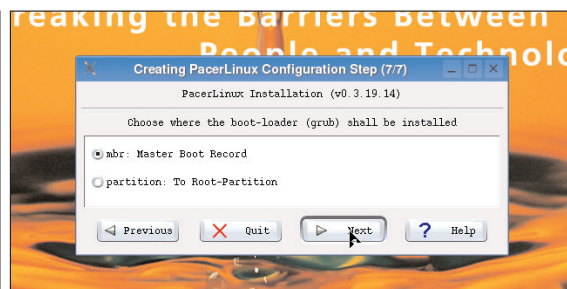 reaking the Barriers Between
People and Technolo
Creating PacerLinux Configuration Step (7/7)
PacerLinux Installation (v0.3.19.14)
Choose where the boot-loader (grub) shall be installed
mbr: Master Boot Record
partition: To Root-Partition
Previous Quit Next ? Help